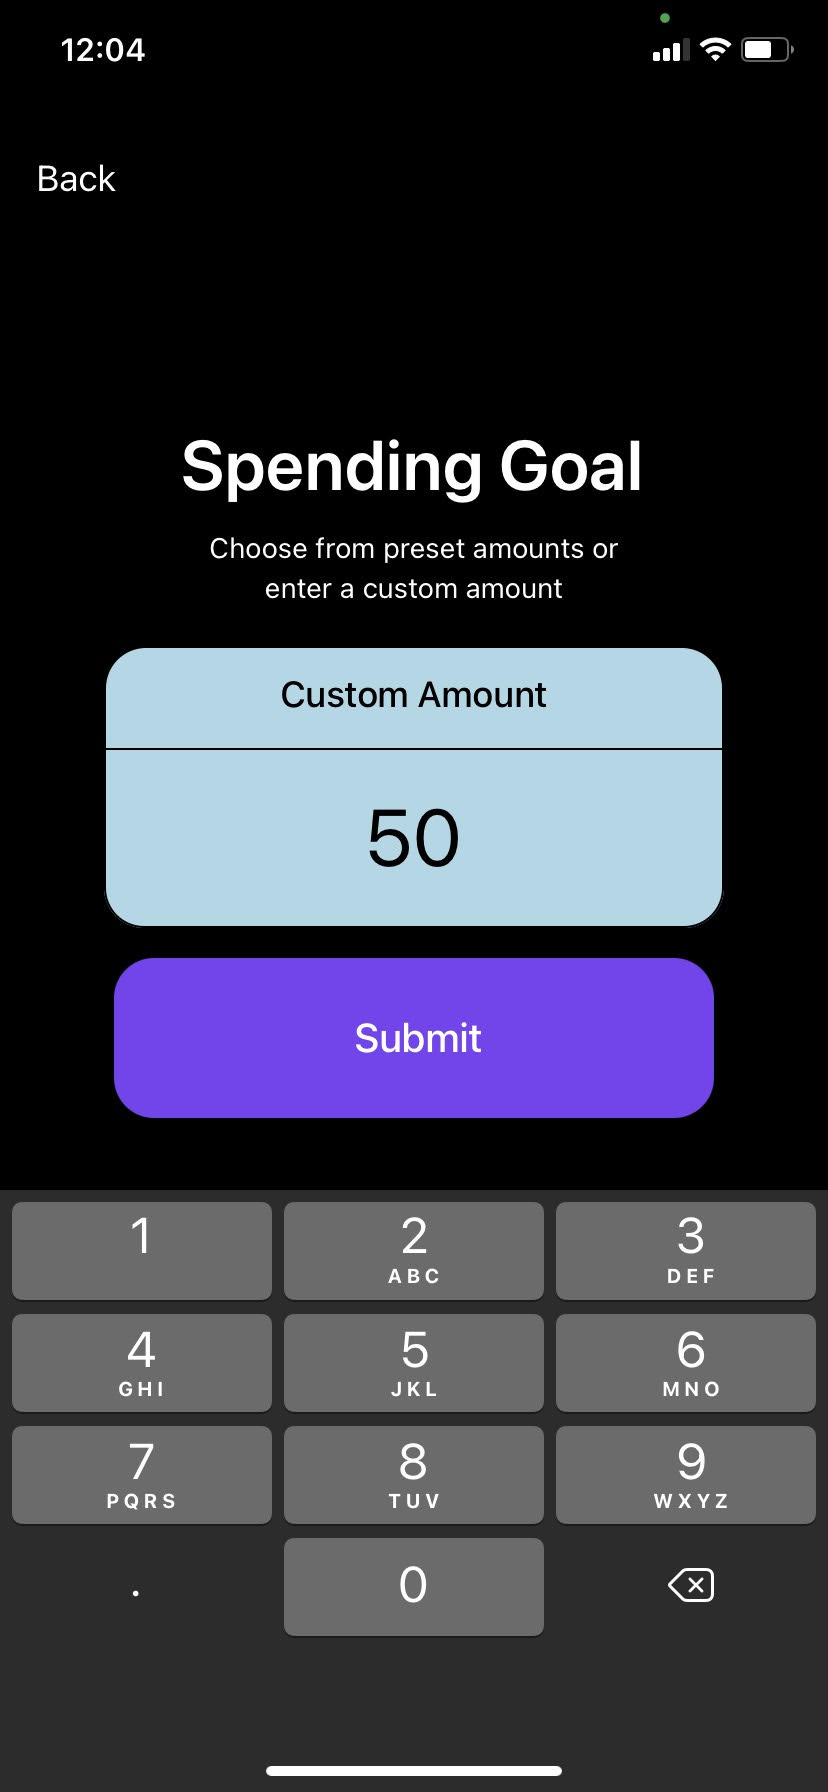 12:04
Back
Spending Goal
Choose from preset amounts or
enter a custom amount
Custom Amount
50
Submit
1 2 3
ABC DEF
4 5 6
GHI JKL MNO
7 8 9
PQRS TUV WXYZ
. 0